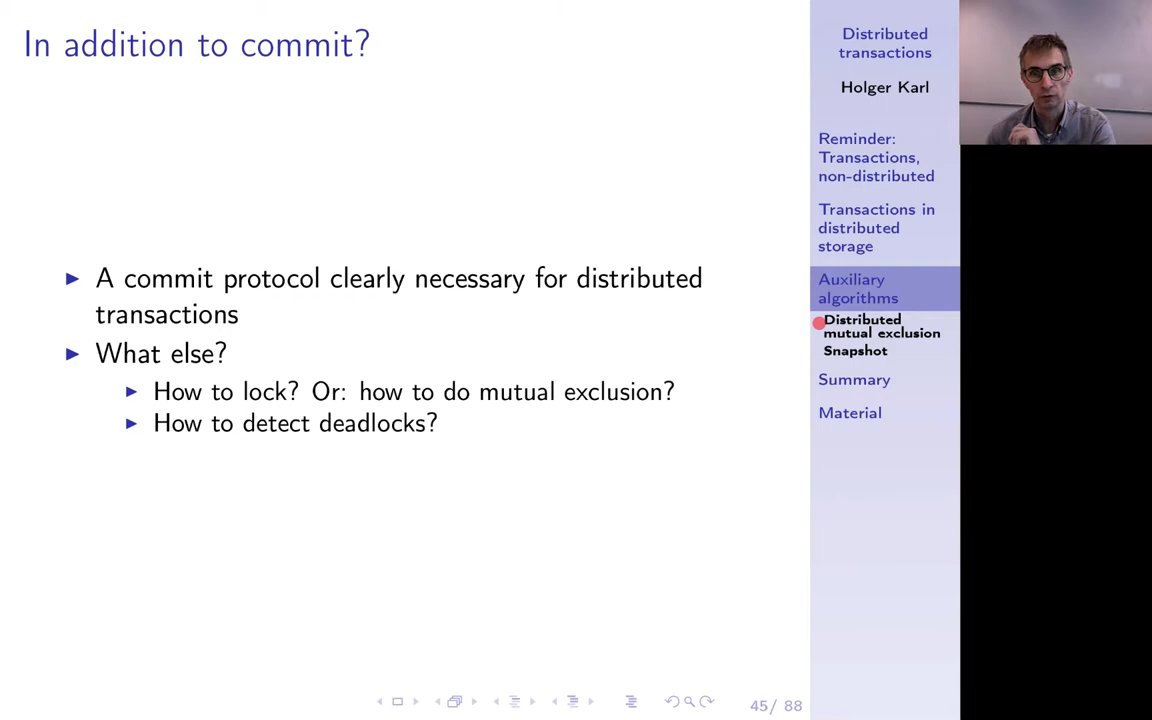 In addition to commit?
A commit protocol clearly necessary for distributed
transactions
What else?
How to lock? Or: how to do mutual exclusion?
How to detect deadlocks?
45/ 88
Distributed
transactions
Holger Karl
Reminder:
Transactions,
non-distributed
Transactions in
distributed
storage
Auxiliary
algorithms
Distributed
mutual exclusion
Snapshot
Summary
Material